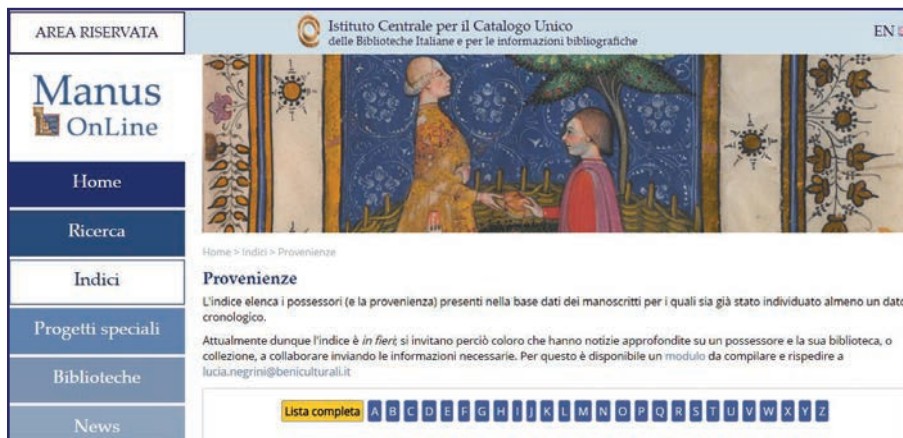 AREA RISERVATA
Istituto Centrale per il Catalogo Unico
delle Biblioteche Italiane e per le informazioni bibliografiche
EN
Manus
OnLine
Home
Ricerca
Indici
Progetti speciali
Biblioteche
News
Home > Indici > Provenienze
Provenienze
L'indice elenca i possessori (e la provenienza) presenti nella base dati dei manoscritti per i quali sia già stato individuato almeno un dato
cronologico.
Attualmente dunque l'indice è in fieri; si invitano perciò coloro che hanno notizie approfondite su un possessore e la sua biblioteca, o
collezione, a collaborare inviando le informazioni necessarie. Per questo è disponibile un modulo da compilare e rispedire a
lucia.negrini@beniculturali.it
Lista completa A B C D E F G H I J K L M N O P Q R S T U V W X Y Z